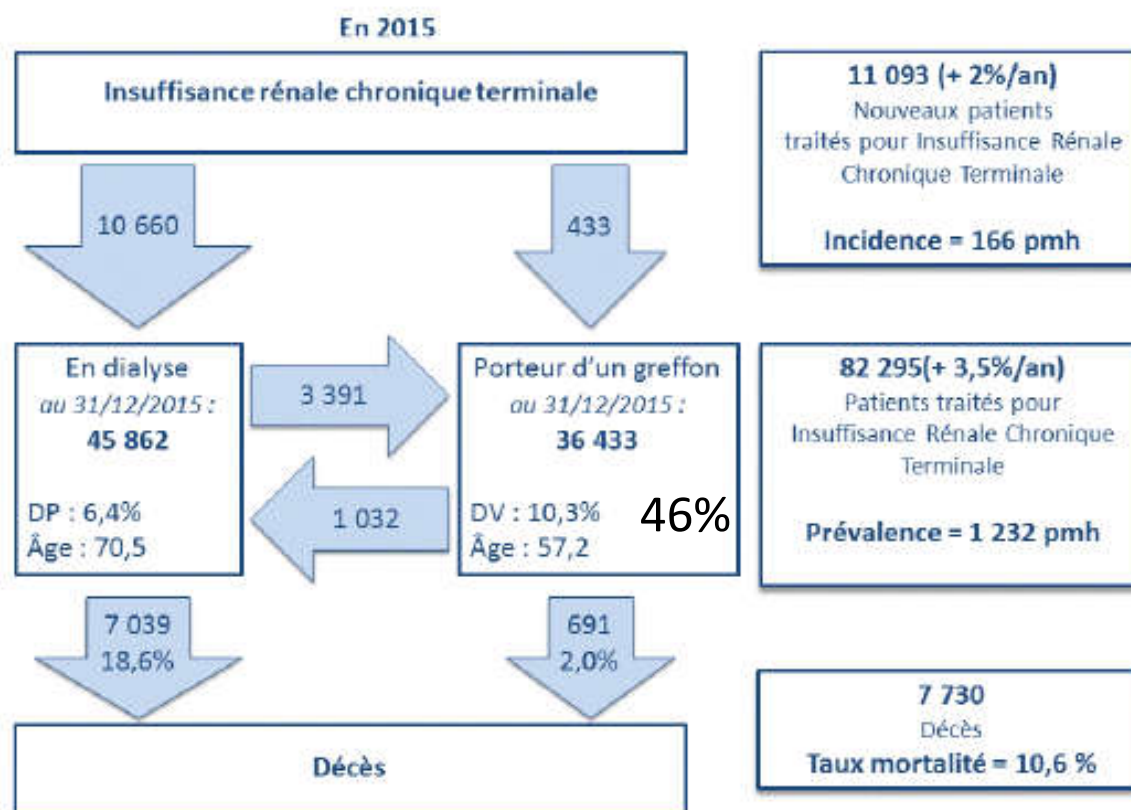 En 2015
Insuffisance rénale chronique terminale
11 093 (+ 2%/an)
Nouveaux patients
traités pour Insuffisance Rénale
Chronique Terminale
Incidence = 166 pmh
10 660
433
En dialyse
au 31/12/2015 :
45 862
DP : 6,4%
Âge : 70,5
3 391
1 032
Porteur d'un greffon
au 31/12/2015 :
36 433
DV : 10,3%
46%
Âge : 57,2
82 295(+ 3,5%/an)
Patients traités pour
Insuffisance Rénale Chronique
Terminale
Prévalence = 1 232 pmh
7 039
18,6%
691
2,0%
Décès
7 730
Décès
Taux mortalité = 10,6 %